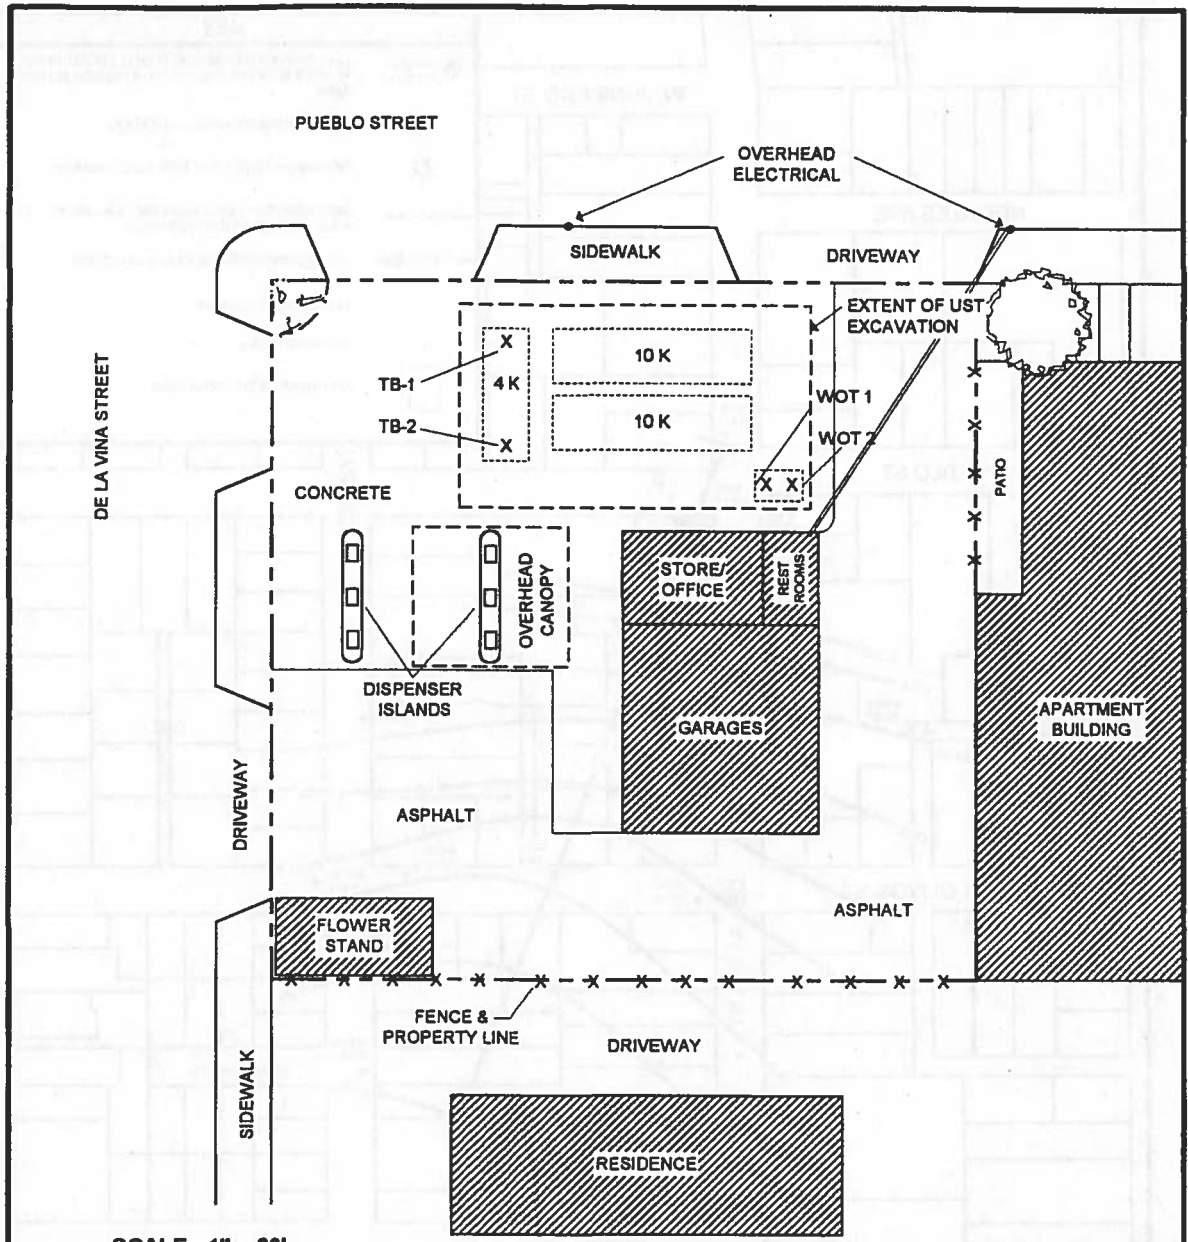 PUEBLO STREET
OVERHEAD
ELECTRICAL
SIDEWALK
DRIVEWAY
EXTENT OF UST
EXCAVATION
DE LA VINA STREET
TB-1
4 K
10 K
WOT 1
TB-2
10 K
WOT 2
PATIO
CONCRETE
OVERHEAD
CANOPY
STORE/
OFFICE
REST
ROOMS
DISPENSER
ISLANDS
GARAGES
APARTMENT
BUILDING
DRIVEWAY
ASPHALT
ASPHALT
FLOWER
STAND
FENCE &
PROPERTY LINE
DRIVEWAY
SIDEWALK
RESIDENCE